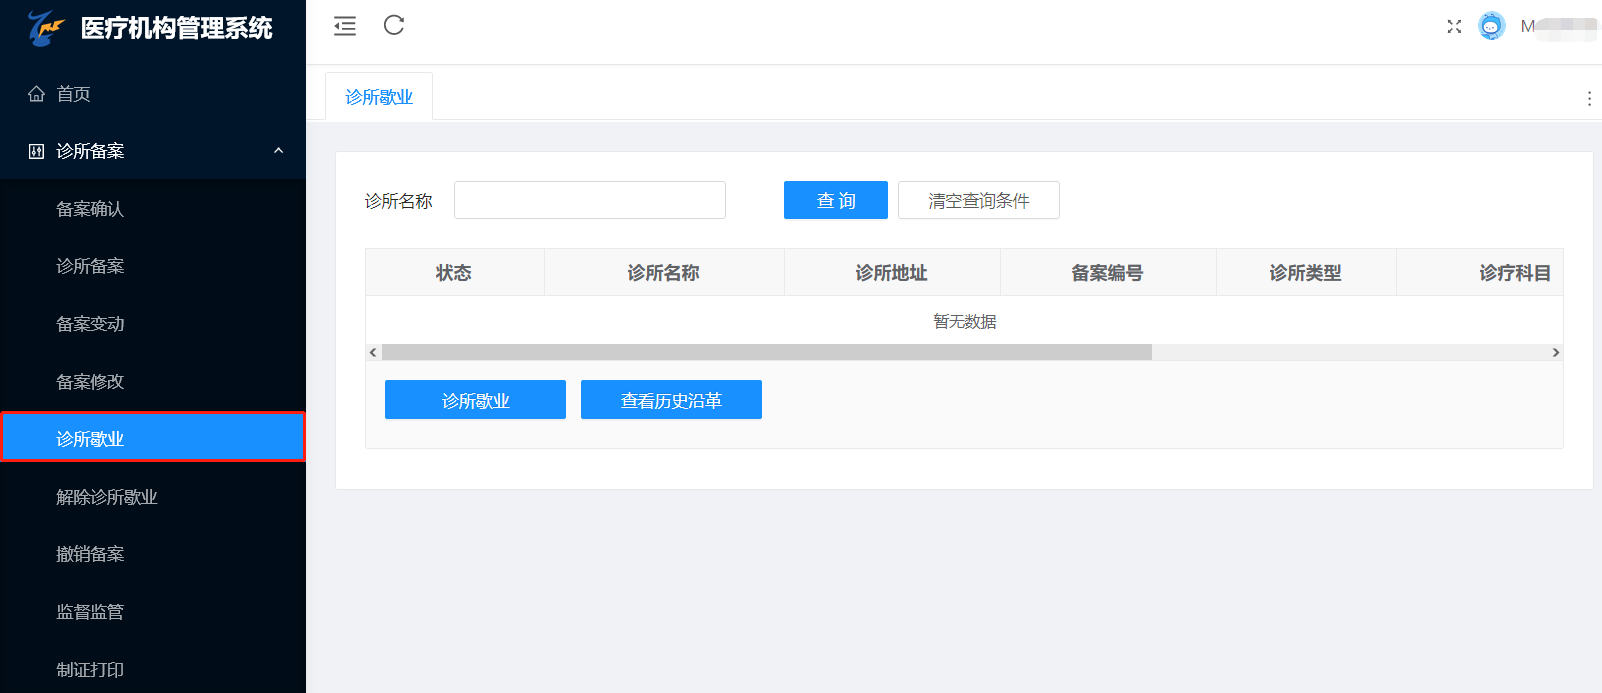 医疗机构管理系统
首页
诊所备案
备案确认
诊所备案
备案变动
备案修改
诊所歇业
解除诊所歇业
撤销备案
监督监管
制证打印
M
诊所歇业
诊所名称
查 询
清空查询条件
状态 诊所名称 诊所地址 备案编号 诊所类型 诊疗科目
暂无数据
诊所歇业
查看历史沿革